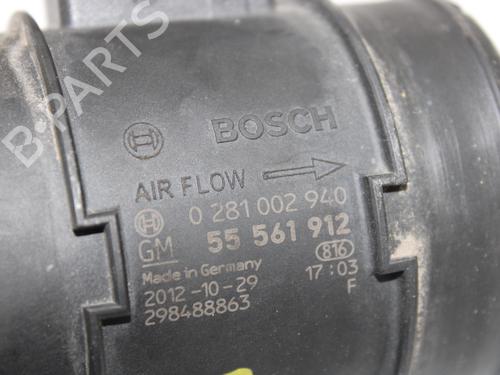 BOSCH
AIR FLOW
0 281 002 940
GM 55 561 912
Made in Germany 816
2012-10-29 17:03
298488863 F
B-PARTS